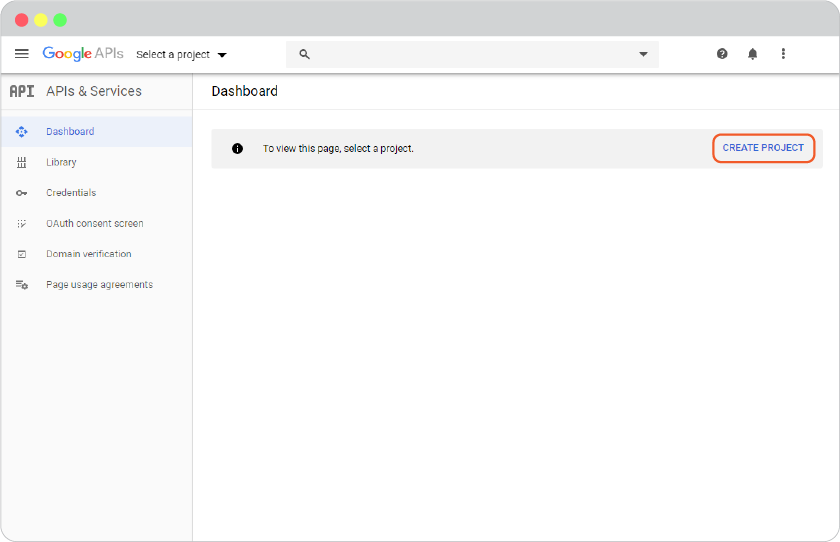 Google APIs Select a project
API APIs & Services
Dashboard
Dashboard
Library
Credentials
OAuth consent screen
Domain verification
Page usage agreements
To view this page, select a project.
CREATE PROJECT